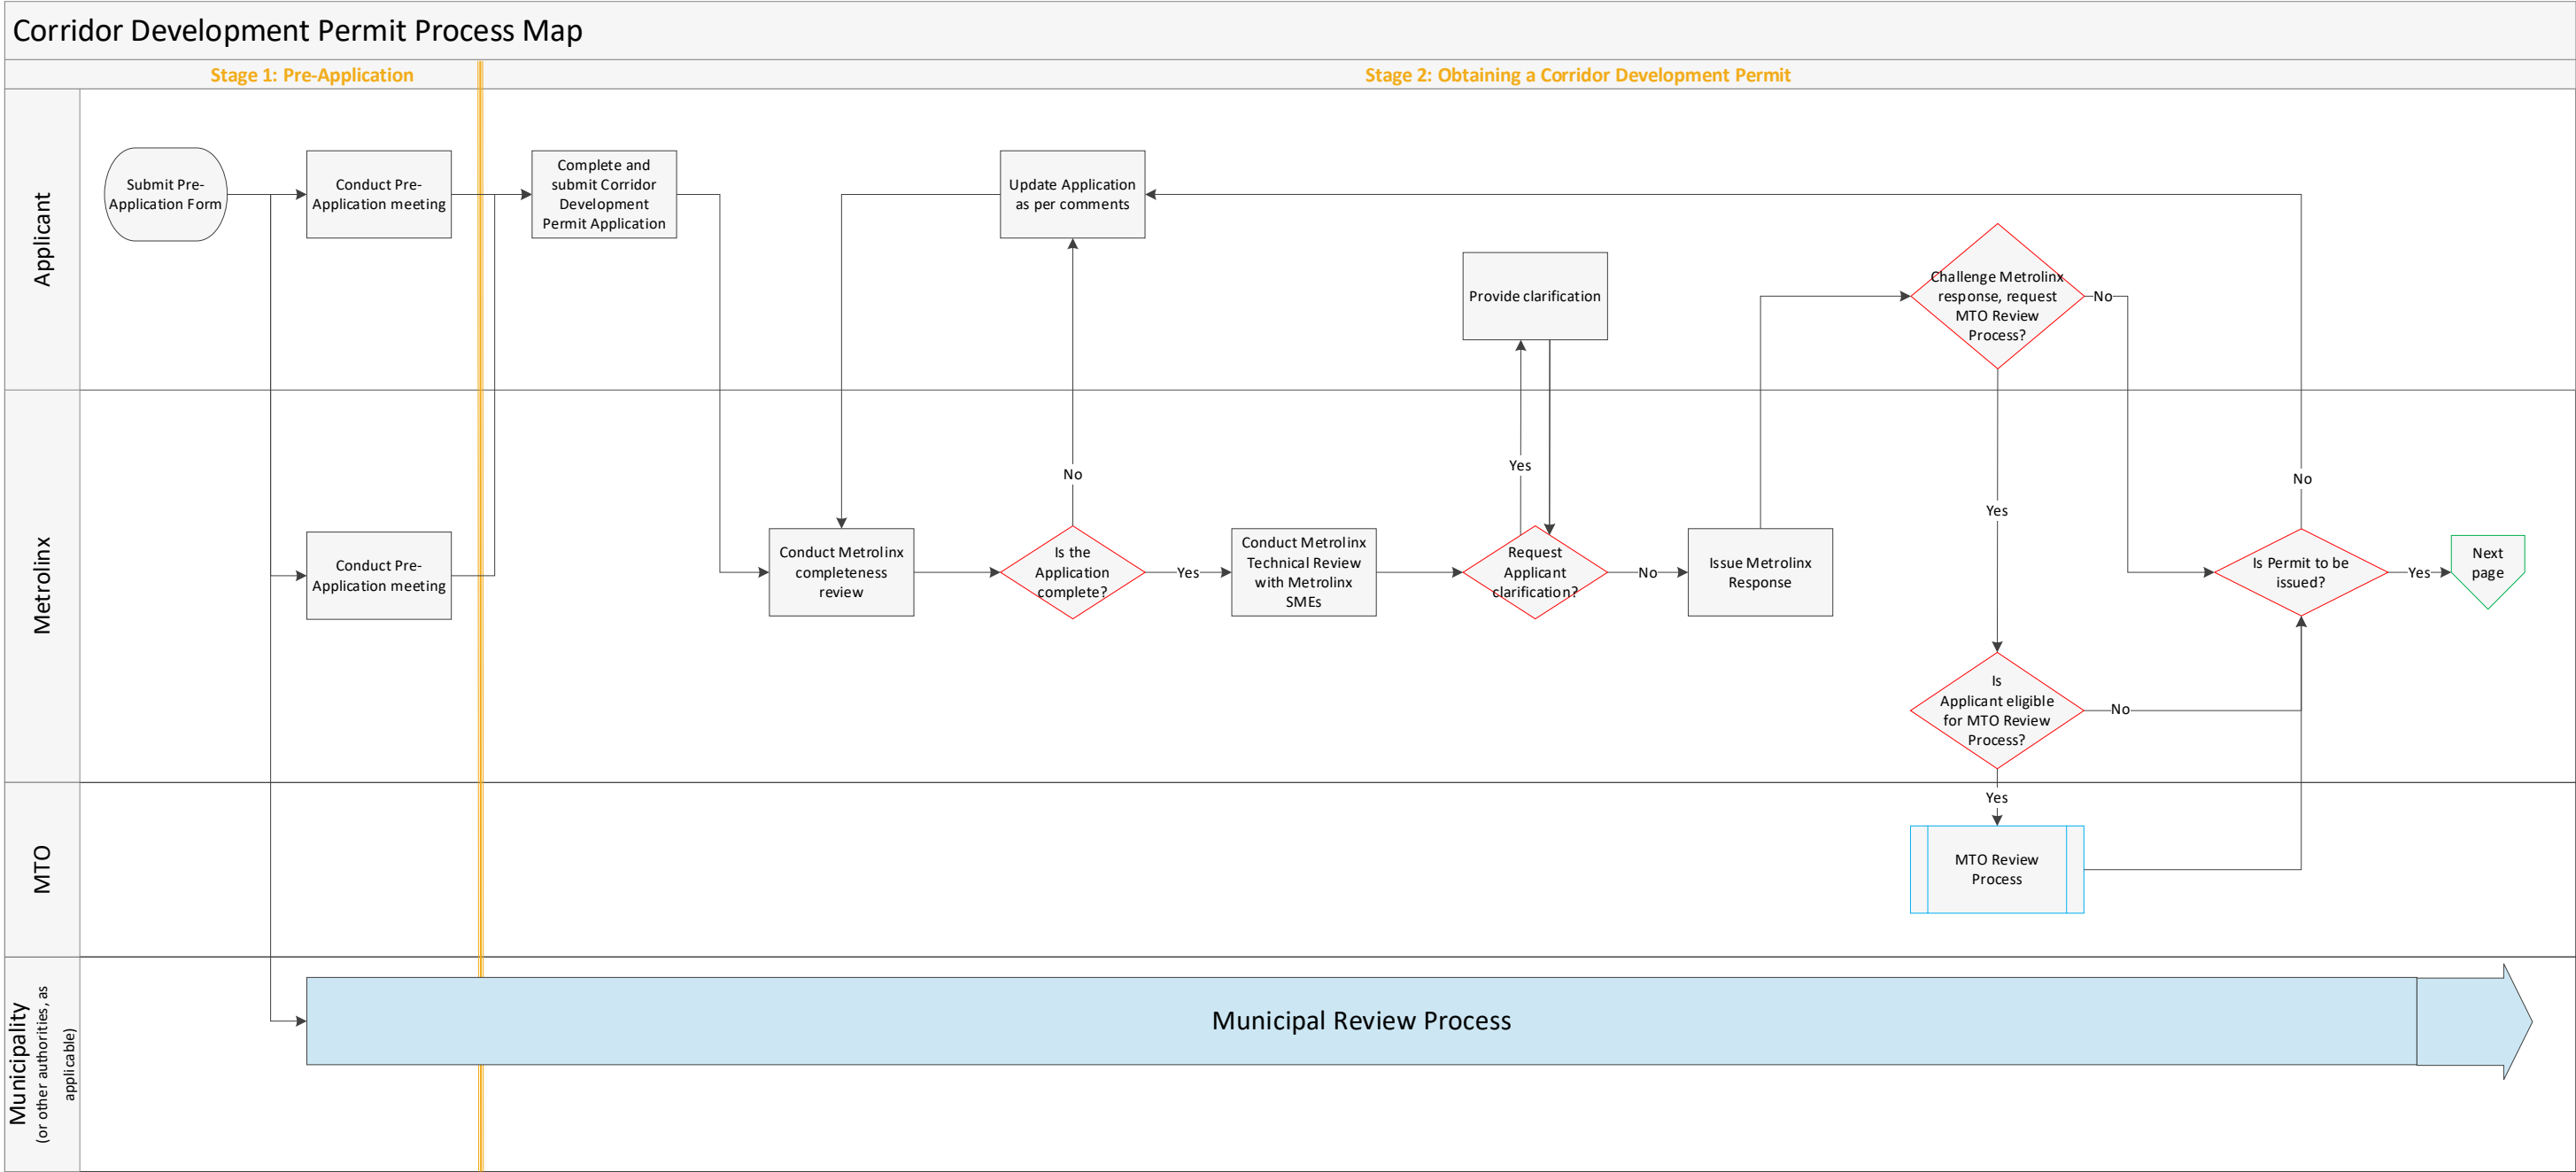 Corridor Development Permit Process Map
Stage 1: Pre-Application
Stage 2: Obtaining a Corridor Development Permit
Applicant
Submit Pre-
Application Form
Conduct Pre-
Application meeting
Complete and
submit Corridor
Development
Permit Application
Update Application
as per comments
Provide clarification
Challenge Metrolinx
response, request
MTO Review
Process?
No
Yes
Metrolinx
Conduct Pre-
Application meeting
Conduct Metrolinx
completeness
review
Is the
Application
complete?
No
Yes
Conduct Metrolinx
Technical Review
with Metrolinx
SMEs
Request
Applicant
clarification?
Yes
No
Issue Metrolinx
Response
Is
Applicant eligible
for MTO Review
Process?
No
Yes
Is Permit to be
issued?
No
Yes
Next
page
MTO
MTO Review
Process
Municipality
(or other authorities, as
applicable)
Municipal Review Process